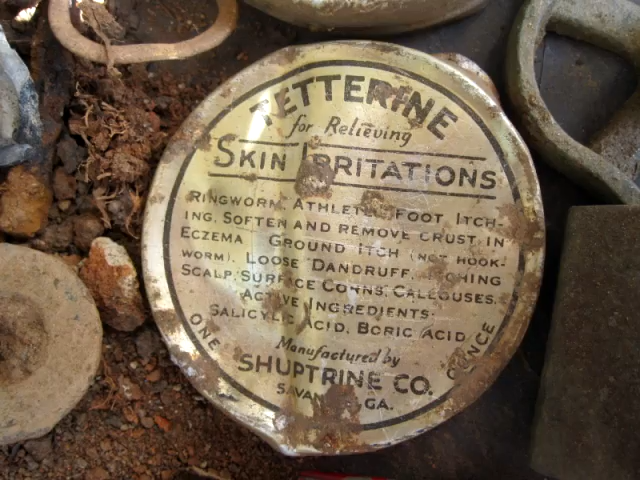 TETTERINE
for Relieving
SKIN IRRITATIONS
RINGWORM, ATHLETE FOOT ITCH-
ING. SOFTEN AND REMOVE CRUST IN
ECZEMA GROUND ITCH (NOT HOOK-
WORM). LOOSE DANDRUFF, ITCHING
SCALP, SURFACE CORNS, CALLOUSES.
ACTIVE INGREDIENTS:
SALICYLIC ACID, BORIC ACID
ONE OUNCE
Manufactured by
SHUPTRINE CO.
SAVAN GA.